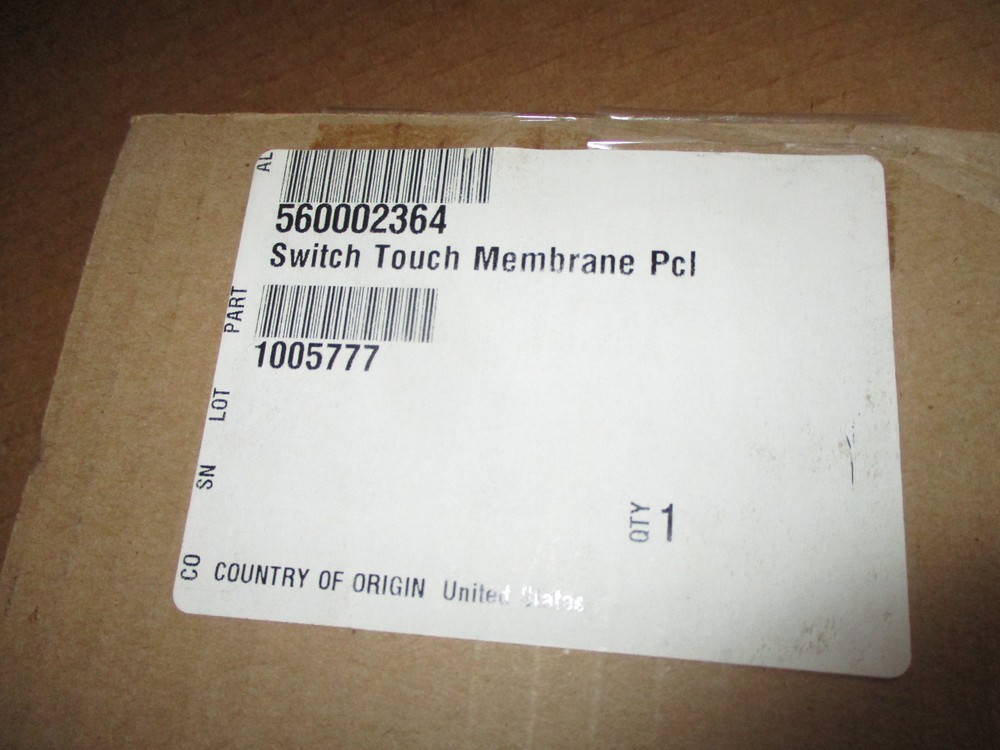 AL
560002364
Switch Touch Membrane Pcl
PART
1005777
LOT
SN
QTY 1
CO COUNTRY OF ORIGIN United States